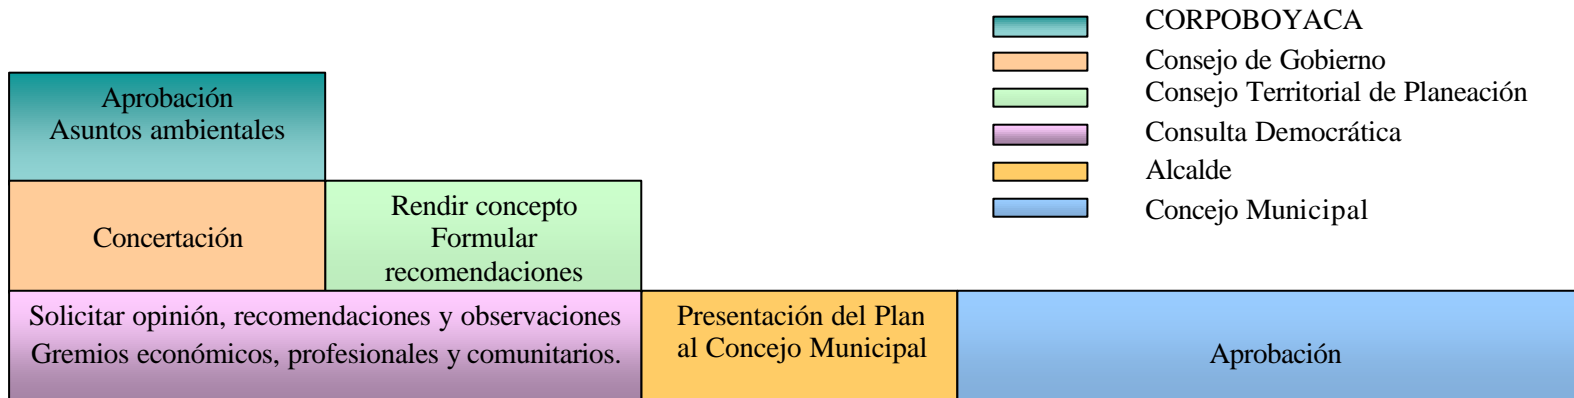 CORPOBOYACA
Consejo de Gobierno
Consejo Territorial de Planeación
Consulta Democrática
Alcalde
Concejo Municipal
Aprobación
Asuntos ambientales
Concertación
Rendir concepto
Formular
recomendaciones
Solicitar opinión, recomendaciones y observaciones
Gremios económicos, profesionales y comunitarios.
Presentación del Plan
al Concejo Municipal
Aprobación